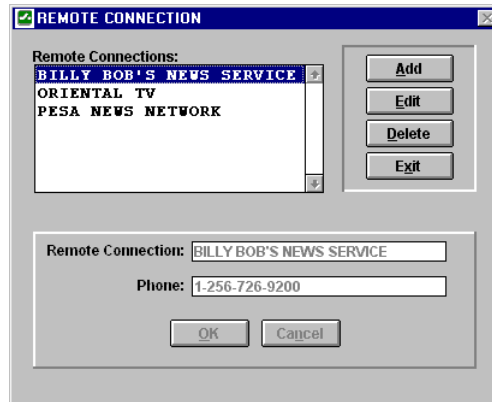 REMOTE CONNECTION
Remote Connections:
BILLY BOB'S NEWS SERVICE
ORIENTAL TV
PESA NEWS NETWORK
Add
Edit
Delete
Exit
Remote Connection: BILLY BOB'S NEWS SERVICE
Phone: 1-256-726-9200
OK Cancel